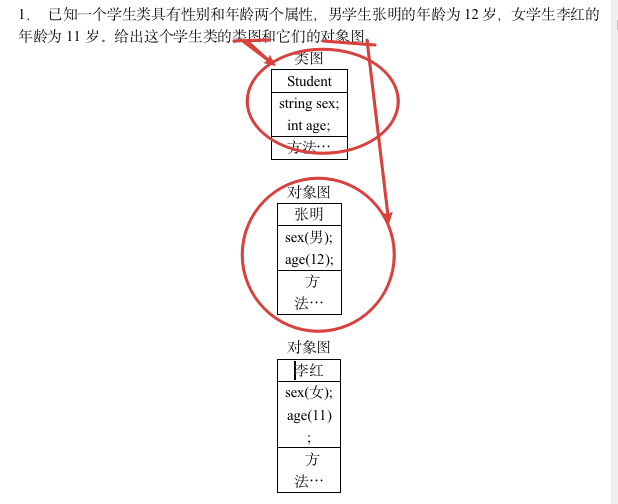 1. 已知一个学生类具有性别和年龄两个属性，男学生张明的年龄为 12 岁，女学生李红的
年龄为 11 岁。给出这个学生类的类图和它们的对象图
类图
Student
string sex;
int age;
方法…
对象图
张明
sex(男);
age(12);
方
法…
对象图
李红
sex(女);
age(11)
;
方
法…